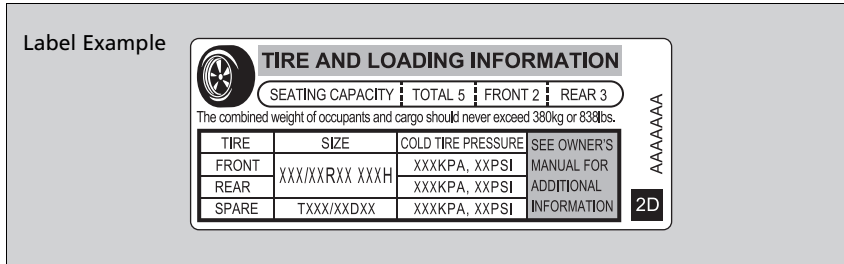 Label Example
TIRE AND LOADING INFORMATION
SEATING CAPACITY TOTAL 5 FRONT 2 REAR 3
The combined weight of occupants and cargo should never exceed 380kg or 838lbs.
TIRE SIZE COLD TIRE PRESSURE SEE OWNER'S
FRONT XXX/XXRXX XXXH XXXKPA, XXPSI MANUAL FOR
REAR XXXKPA, XXPSI ADDITIONAL
SPARE TXXX/XXDXX XXXKPA, XXPSI INFORMATION
AAAAAAA
2D